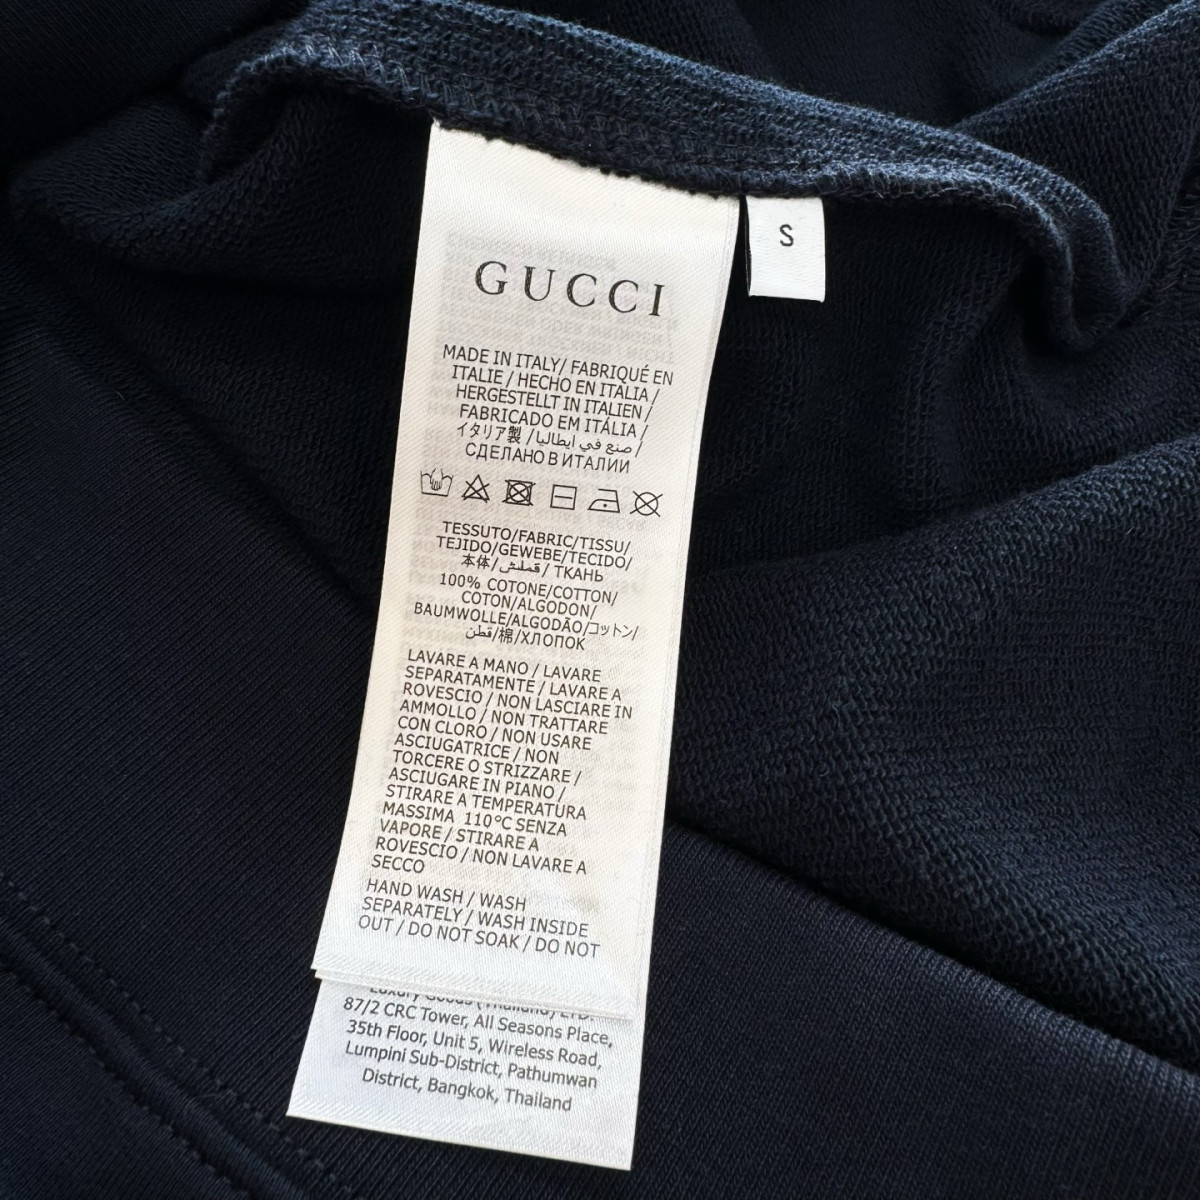 S
GUCCI
MADE IN ITALY/ FABRIQUÉ EN
ITALIE / HECHO EN ITALIA /
HERGESTELLT IN ITALIEN /
FABRICADO EM ITÁLIA /
イタリア製 / صنع في ايطاليا /
СДЕЛАНО В ИТАЛИИ
TESSUTO/FABRIC/TISSU/
TEJIDO/GEWEBE/TECIDO/
本体/قملش/ ТКАНЬ
100% COTONE/COTTON/
COTON/ALGODON/
BAUMWOLLE/ALGODÃO/コットン/
قطن/棉/ХЛОПОК
LAVARE A MANO / LAVARE
SEPARATAMENTE / LAVARE A
ROVESCIO / NON LASCIARE IN
AMMOLLO / NON TRATTARE
CON CLORO / NON USARE
ASCIUGATRICE / NON
TORCERE O STRIZZARE /
ASCIUGARE IN PIANO /
STIRARE A TEMPERATURA
MASSIMA 110°C SENZA
VAPORE / STIRARE A
ROVESCIO / NON LAVARE A
SECCO
HAND WASH / WASH
SEPARATELY / WASH INSIDE
OUT / DO NOT SOAK / DO NOT
Luxury Goods (Thailand) LTD.
87/2 CRC Tower, All Seasons Place,
35th Floor, Unit 5, Wireless Road,
Lumpini Sub-District, Pathumwan
District, Bangkok, Thailand